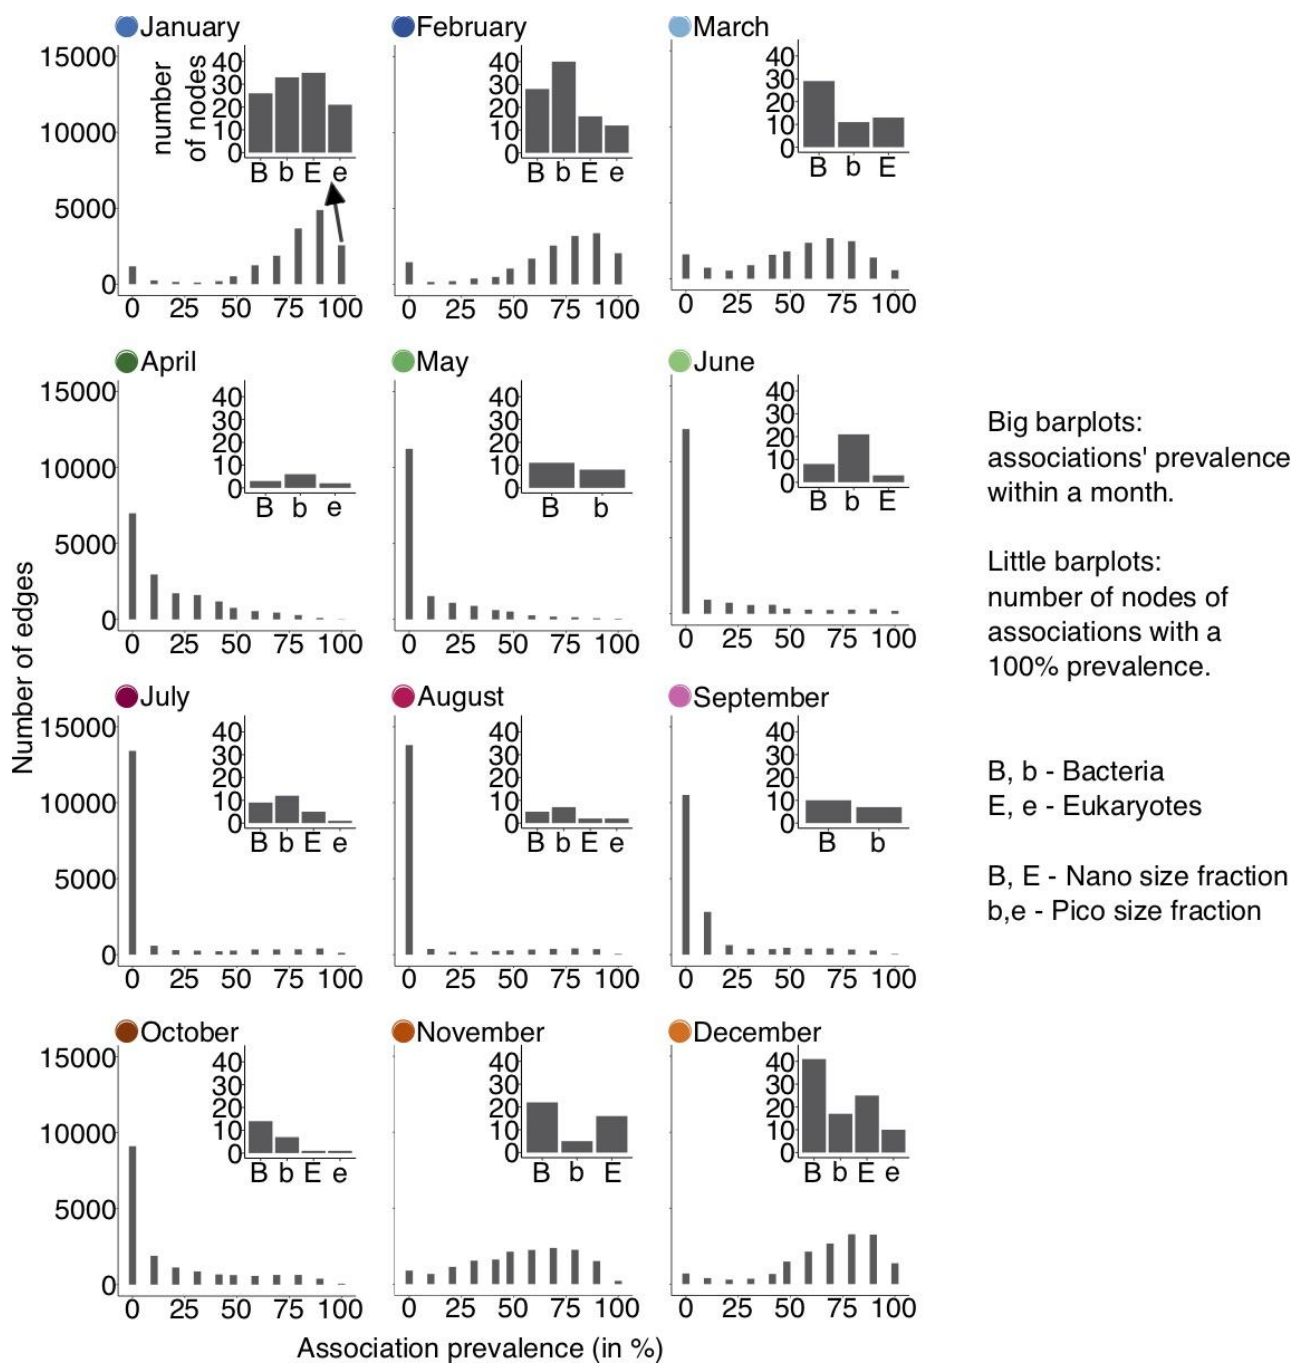 January
February
March
15000
10000
5000
0
number
of nodes
40
30
20
10
0
B b E e
0 25 50 75 100
40
30
20
10
0
B b E e
0 25 50 75 100
40
30
20
10
0
B b E
0 25 50 75 100
April
May
June
15000
10000
5000
0
40
30
20
10
0
B b e
0 25 50 75 100
40
30
20
10
0
B b
0 25 50 75 100
40
30
20
10
0
B b E
0 25 50 75 100
July
August
September
15000
10000
5000
0
40
30
20
10
0
B b E e
0 25 50 75 100
40
30
20
10
0
B b E e
0 25 50 75 100
40
30
20
10
0
B b
0 25 50 75 100
October
November
December
15000
10000
5000
0
40
30
20
10
0
B b E e
0 25 50 75 100
40
30
20
10
0
B b E
0 25 50 75 100
40
30
20
10
0
B b E e
0 25 50 75 100
Number of edges
Association prevalence (in %)
Big barplots:
associations' prevalence
within a month.
Little barplots:
number of nodes of
associations with a
100% prevalence.
B, b - Bacteria
E, e - Eukaryotes
B, E - Nano size fraction
b,e - Pico size fraction